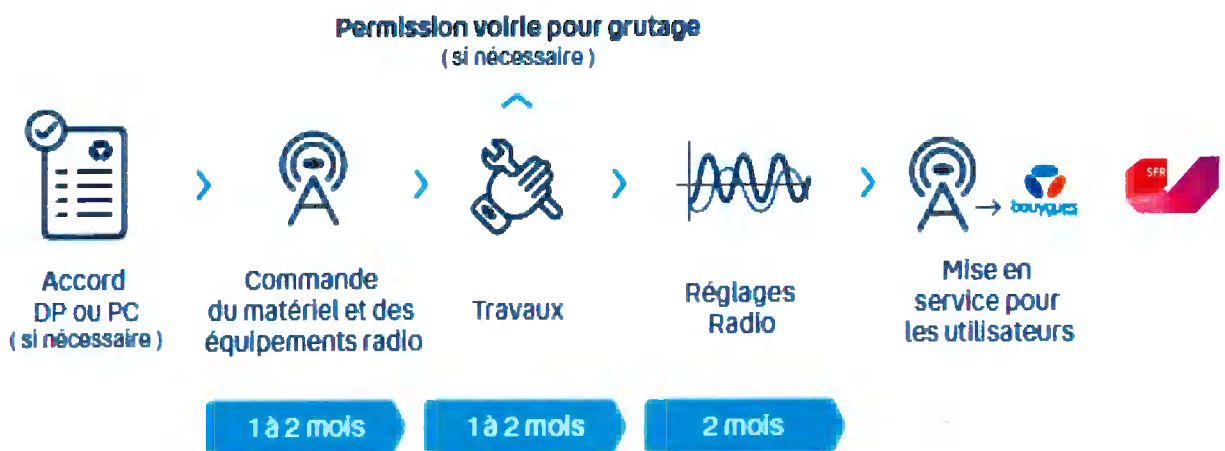 Permission voirie pour grutage
( si nécessaire )
Accord
DP ou PC
( si nécessaire )
Commande
du matériel et des
équipements radio
Travaux
Réglages
Radio
bouygues
SFR
Mise en
service pour
les utilisateurs
1 à 2 mois
1 à 2 mois
2 mois